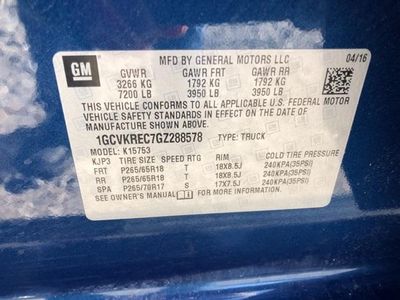 GM
MFD BY GENERAL MOTORS LLC 04/16
GVWR GAWR FRT GAWR RR
3266 KG 1792 KG 1792 KG
7200 LB 3950 LB 3950 LB
THIS VEHICLE CONFORMS TO ALL APPLICABLE U.S. FEDERAL MOTOR
VEHICLE SAFETY STANDARDS IN EFFECT ON THE DATE OF
MANUFACTURE SHOWN ABOVE.
1GCVKREC7GZ288578 TYPE: TRUCK
MODEL: K15753
KJP3 TIRE SIZE SPEED RTG RIM COLD TIRE PRESSURE
FRT P265/65R18 T 18X8.5J 240KPA(35PSI)
RR P265/65R18 T 18X8.5J 240KPA(35PSI)
SPA P265/70R17 S 17X7.5J 240KPA(35PSI)
SEE OWNER'S MANUAL FOR ADDITIONAL INFORMATION.